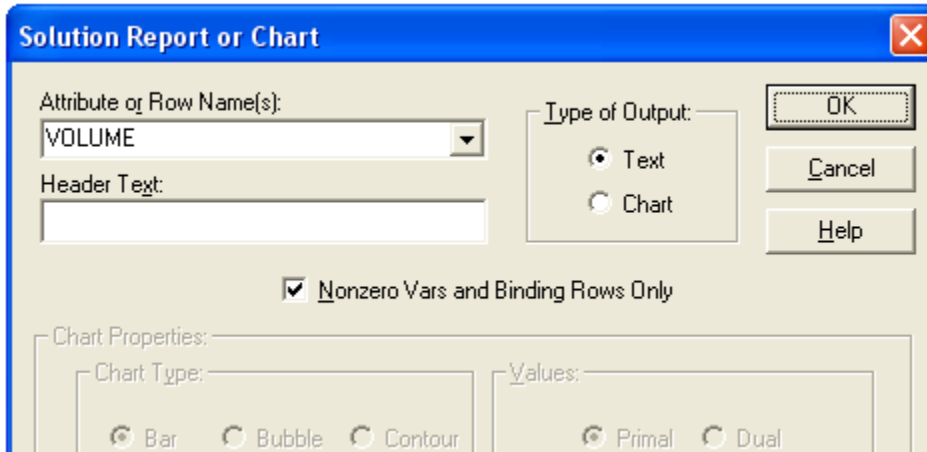 Solution Report or Chart
Attribute or Row Name(s):
VOLUME
Header Text:
Type of Output:
Text
Chart
OK
Cancel
Help
Nonzero Vars and Binding Rows Only
Chart Properties:
Chart Type:
Bar Bubble Contour
Values:
Primal Dual